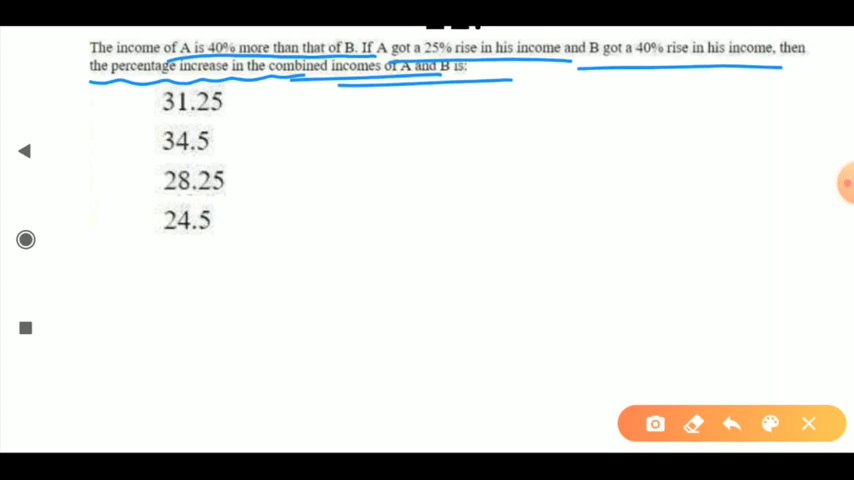 The income of A is 40% more than that of B. If A got a 25% rise in his income and B got a 40% rise in his income, then
the percentage increase in the combined incomes of A and B is:
31.25
34.5
28.25
24.5